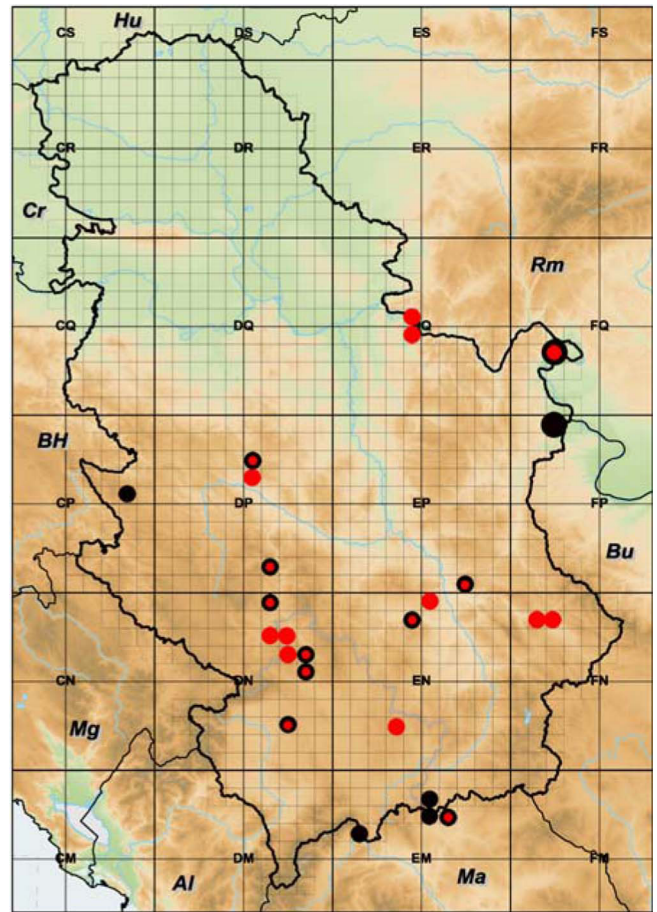 Hu
CS DS ES FS
CR DR ER FR
Cr
Rm
CQ DQ Q FQ
BH
CP DP EP FP
Bu
CN DN EN FN
Mg
CM DM EM FM
Al Ma